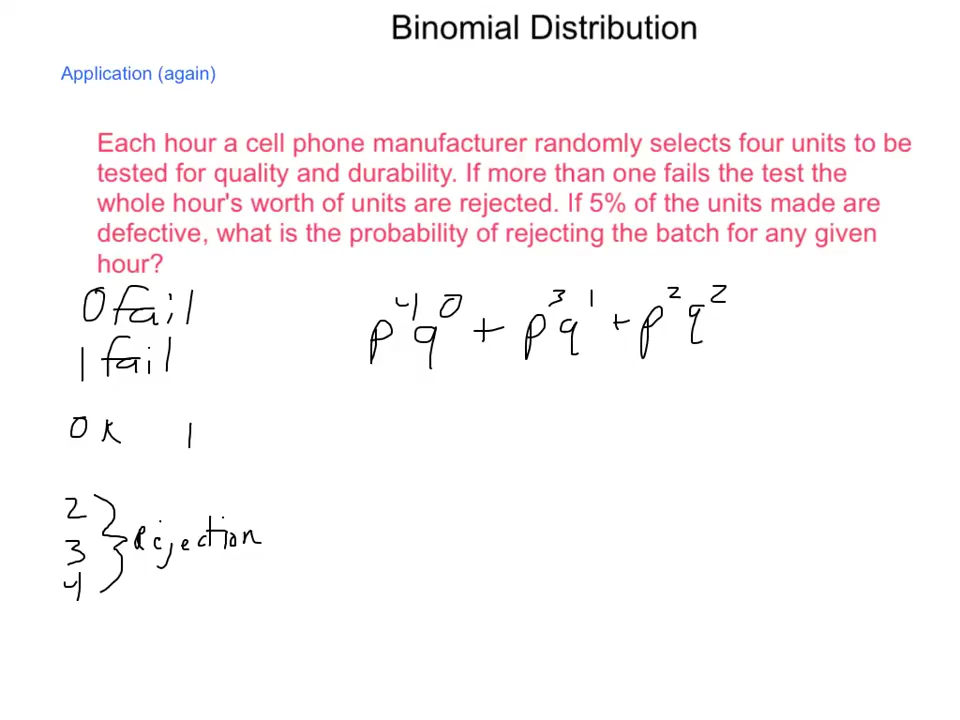 Binomial Distribution
Application (again)
Each hour a cell phone manufacturer randomly selects four units to be
tested for quality and durability. If more than one fails the test the
whole hour's worth of units are rejected. If 5% of the units made are
defective, what is the probability of rejecting the batch for any given
hour?
0 fail
p⁴q⁰ + p³q¹ + p²q²
1 fail
OK 1
2
3 } Rejection
4